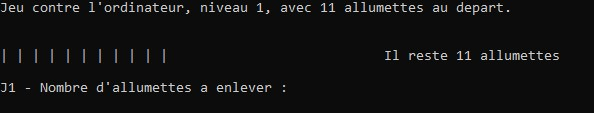 Jeu contre l'ordinateur, niveau 1, avec 11 allumettes au depart.
| | | | | | | | | | | Il reste 11 allumettes
J1 - Nombre d'allumettes a enlever :